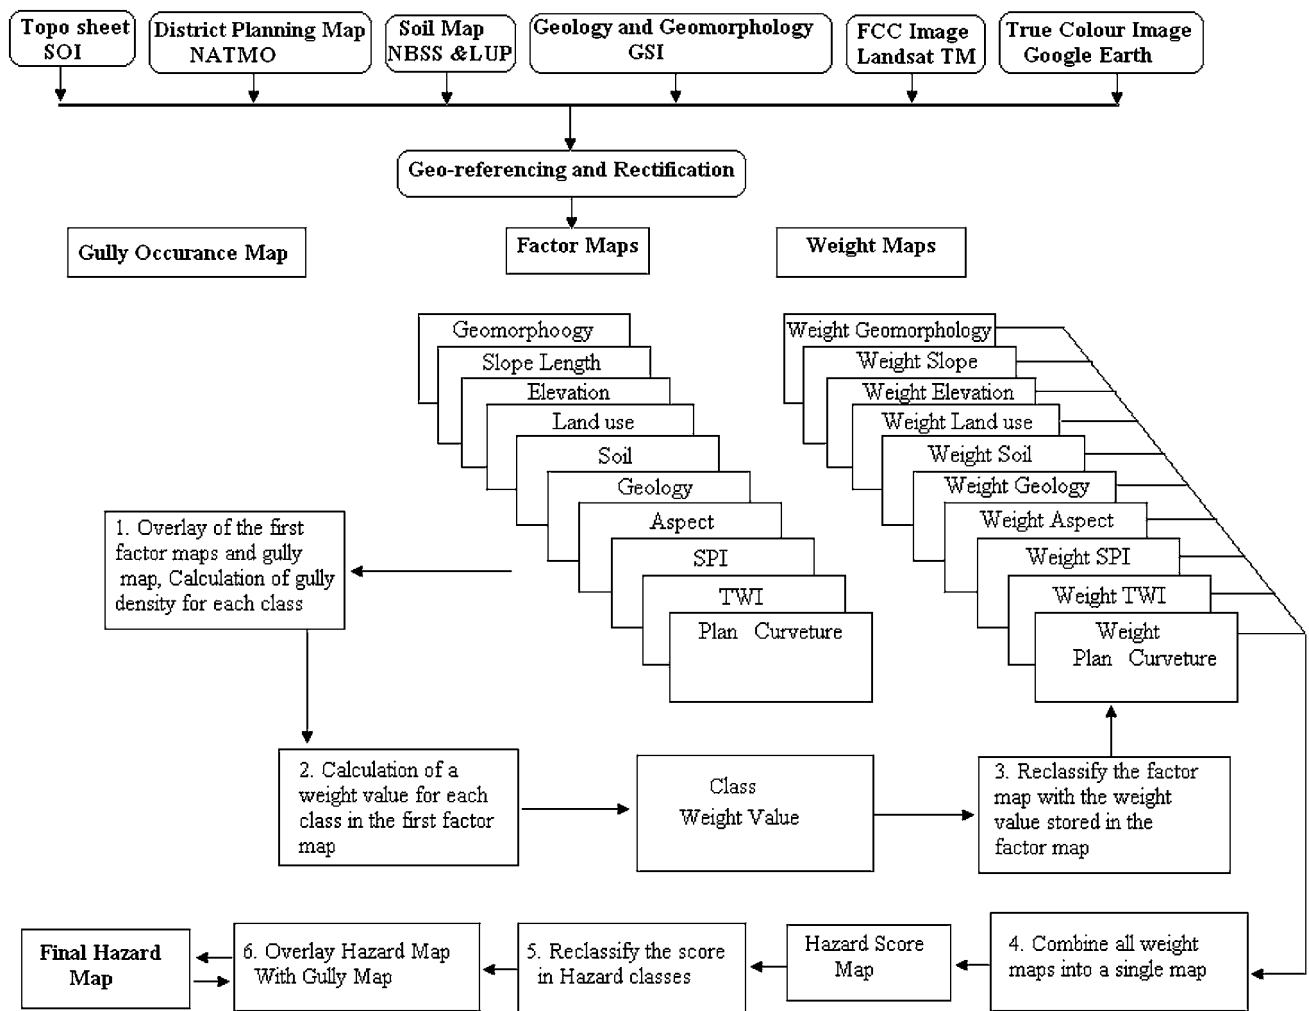 Topo sheet
SOI
District Planning Map
NATMO
Soil Map
NBSS &LUP
Geology and Geomorphology
GSI
FCC Image
Landsat TM
True Colour Image
Google Earth
Geo-referencing and Rectification
Gully Occurance Map
Factor Maps
Weight Maps
Geomorphoogy
Slope Length
Elevation
Land use
Soil
Geology
Aspect
SPI
TWI
Plan Curveture
Weight Geomorphology
Weight Slope
Weight Elevation
Weight Land use
Weight Soil
Weight Geology
Weight Aspect
Weight SPI
Weight TWI
Weight
Plan Curveture
1. Overlay of the first
factor maps and gully
map, Calculation of gully
density for each class
2. Calculation of a
weight value for each
class in the first factor
map
Class
Weight Value
3. Reclassify the factor
map with the weight
value stored in the
factor map
4. Combine all weight
maps into a single map
Hazard Score
Map
5. Reclassify the score
in Hazard classes
6. Overlay Hazard Map
With Gully Map
Final Hazard
Map